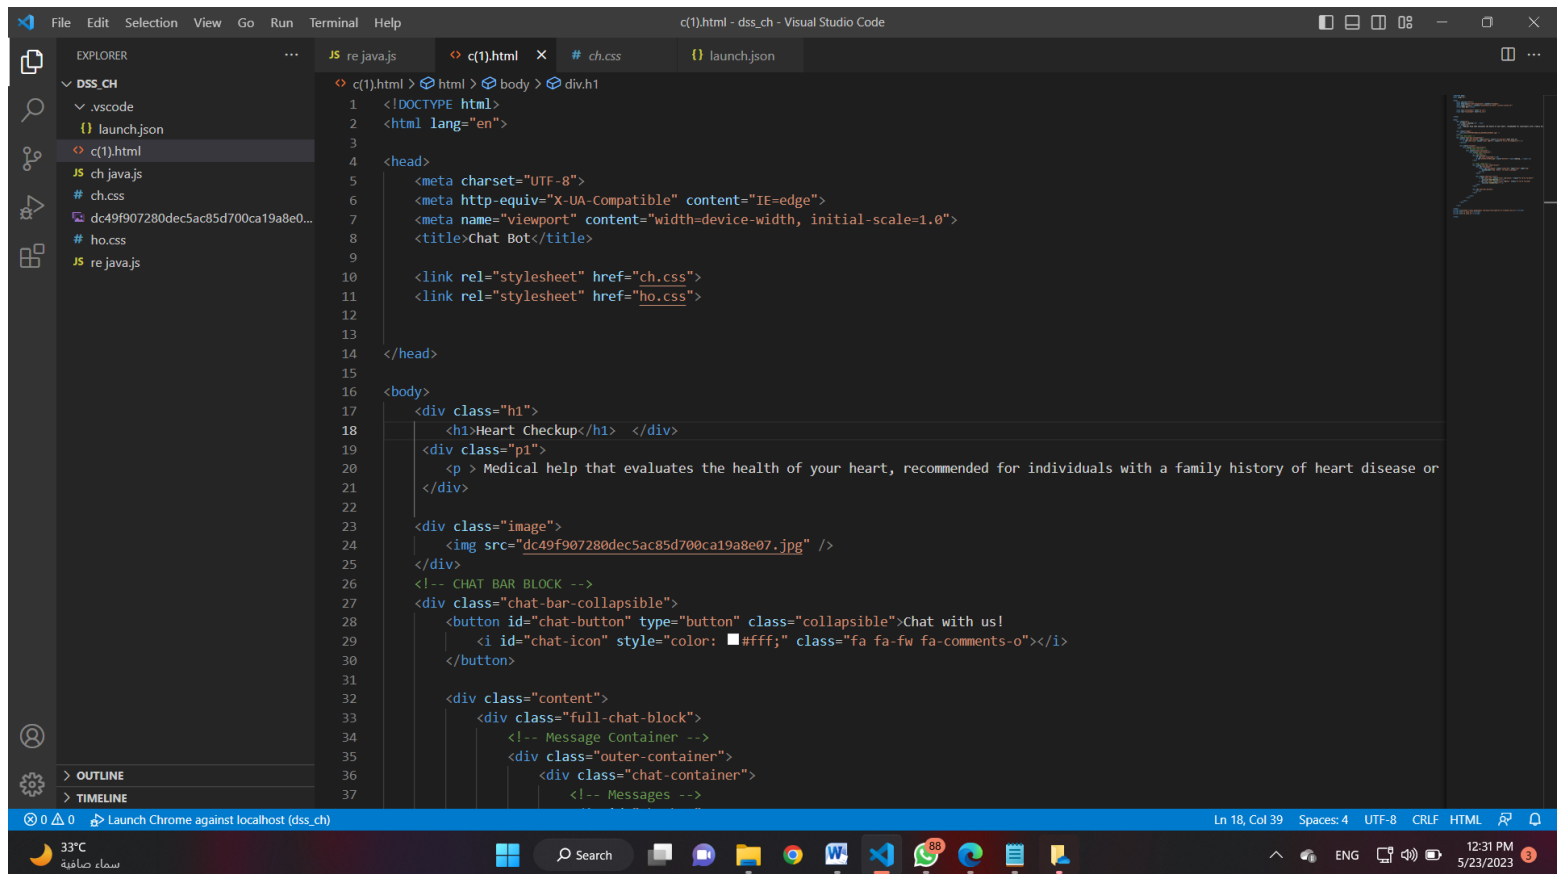 File Edit Selection View Go Run Terminal Help
c(1).html - dss_ch - Visual Studio Code
EXPLORER
DSS_CH
.vscode
launch.json
c(1).html
JS ch java.js
# ch.css
dc49f907280dec5ac85d700ca19a8e0...
# ho.css
JS re java.js
OUTLINE
TIMELINE
JS re java.js
c(1).html
# ch.css
{} launch.json
c(1).html > html > body > div.h1
1 <!DOCTYPE html>
2 <html lang="en">
3
4 <head>
5 <meta charset="UTF-8">
6 <meta http-equiv="X-UA-Compatible" content="IE=edge">
7 <meta name="viewport" content="width=device-width, initial-scale=1.0">
8 <title>Chat Bot</title>
9
10 <link rel="stylesheet" href="ch.css">
11 <link rel="stylesheet" href="ho.css">
12
13
14 </head>
15
16 <body>
17 <div class="h1">
18 <h1>Heart Checkup</h1> </div>
19 <div class="p1">
20 <p > Medical help that evaluates the health of your heart, recommended for individuals with a family history of heart disease or
21 </div>
22
23 <div class="image">
24 <img src="dc49f907280dec5ac85d700ca19a8e07.jpg" />
25 </div>
26 <!-- CHAT BAR BLOCK -->
27 <div class="chat-bar-collapsible">
28 <button id="chat-button" type="button" class="collapsible">Chat with us!
29 <i id="chat-icon" style="color: #fff;" class="fa fa-fw fa-comments-o"></i>
30 </button>
31
32 <div class="content">
33 <div class="full-chat-block">
34 <!-- Message Container -->
35 <div class="outer-container">
36 <div class="chat-container">
37 <!-- Messages -->
0 0 Launch Chrome against localhost (dss_ch)
Ln 18, Col 39 Spaces: 4 UTF-8 CRLF HTML
33°C
سماء صافية
Search
88
ENG
12:31 PM
5/23/2023
3